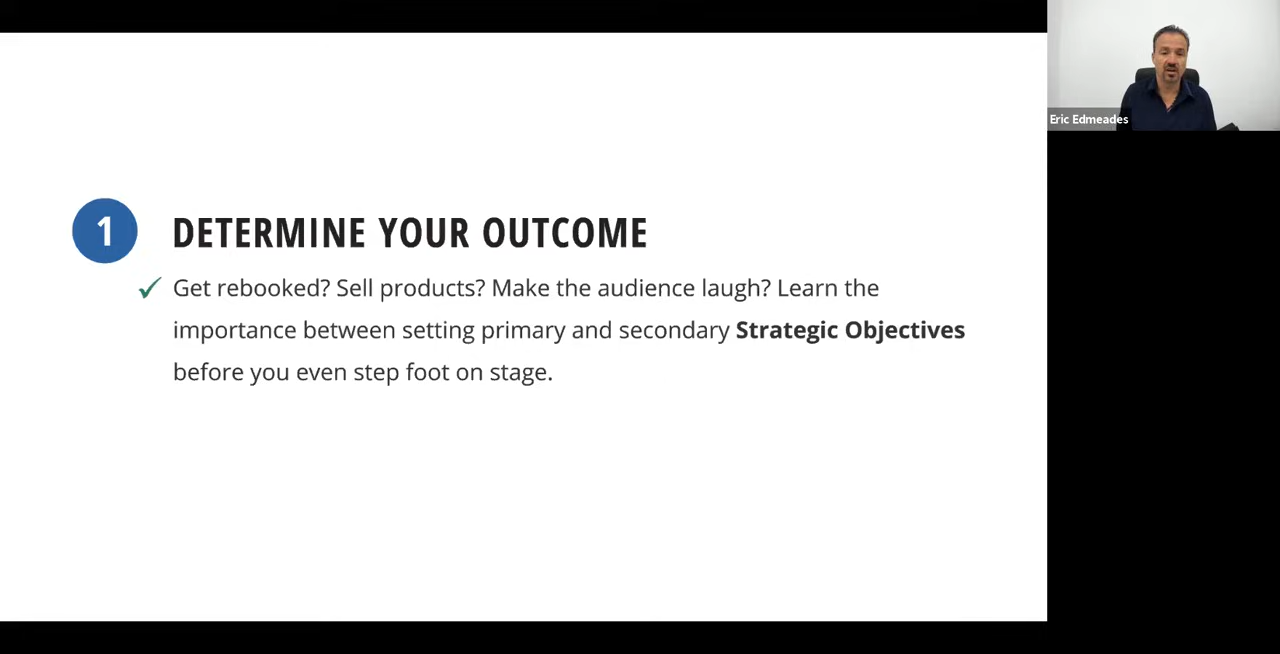 1 DETERMINE YOUR OUTCOME
✓ Get rebooked? Sell products? Make the audience laugh? Learn the
importance between setting primary and secondary Strategic Objectives
before you even step foot on stage.
Eric Edmeades